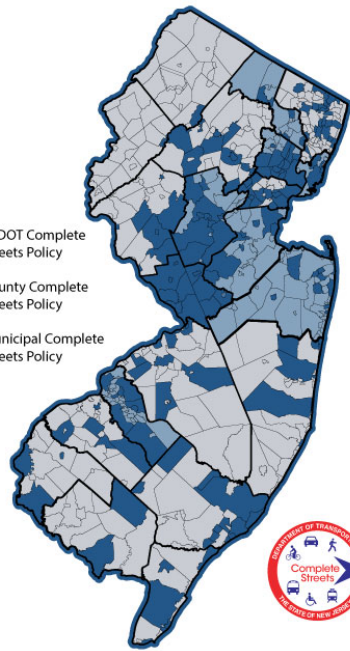 DOT Complete
eets Policy
unty Complete
eets Policy
unicipal Complete
eets Policy
DEPARTMENT OF TRANSPOR
Complete
Streets
THE STATE OF NEW JERSE